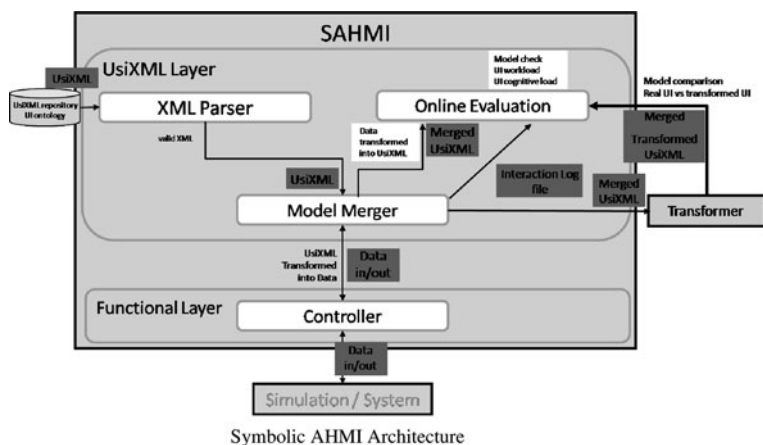 SAHMI
UsiXML Layer
UsiXML
UsiXML repository
UI ontology
XML Parser
valid XML
Model check
UI workload
UI cognitive load
Online Evaluation
Model comparison
Real UI vs transformed UI
Data
transformed
into UsiXML
Merged
UsiXML
Merged
Transformed
UsiXML
UsiXML
Interaction Log
file
Merged
UsiXML
Model Merger
Transformer
UsiXML
Transformed
into Data
Data
in/out
Functional Layer
Controller
Data
in/out
Simulation / System
Symbolic AHMI Architecture